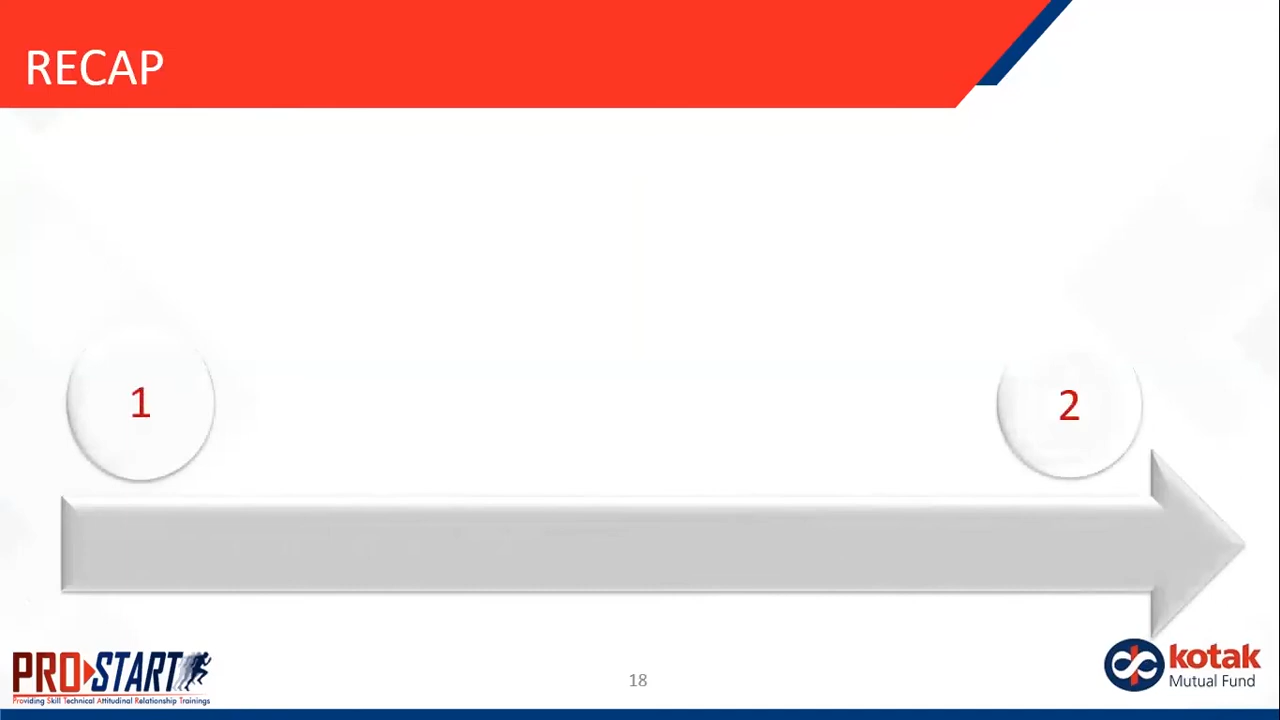 RECAP
1
2
PRO START
Providing Skill Technical Attitudinal Relationship Trainings
18
kotak
Mutual Fund